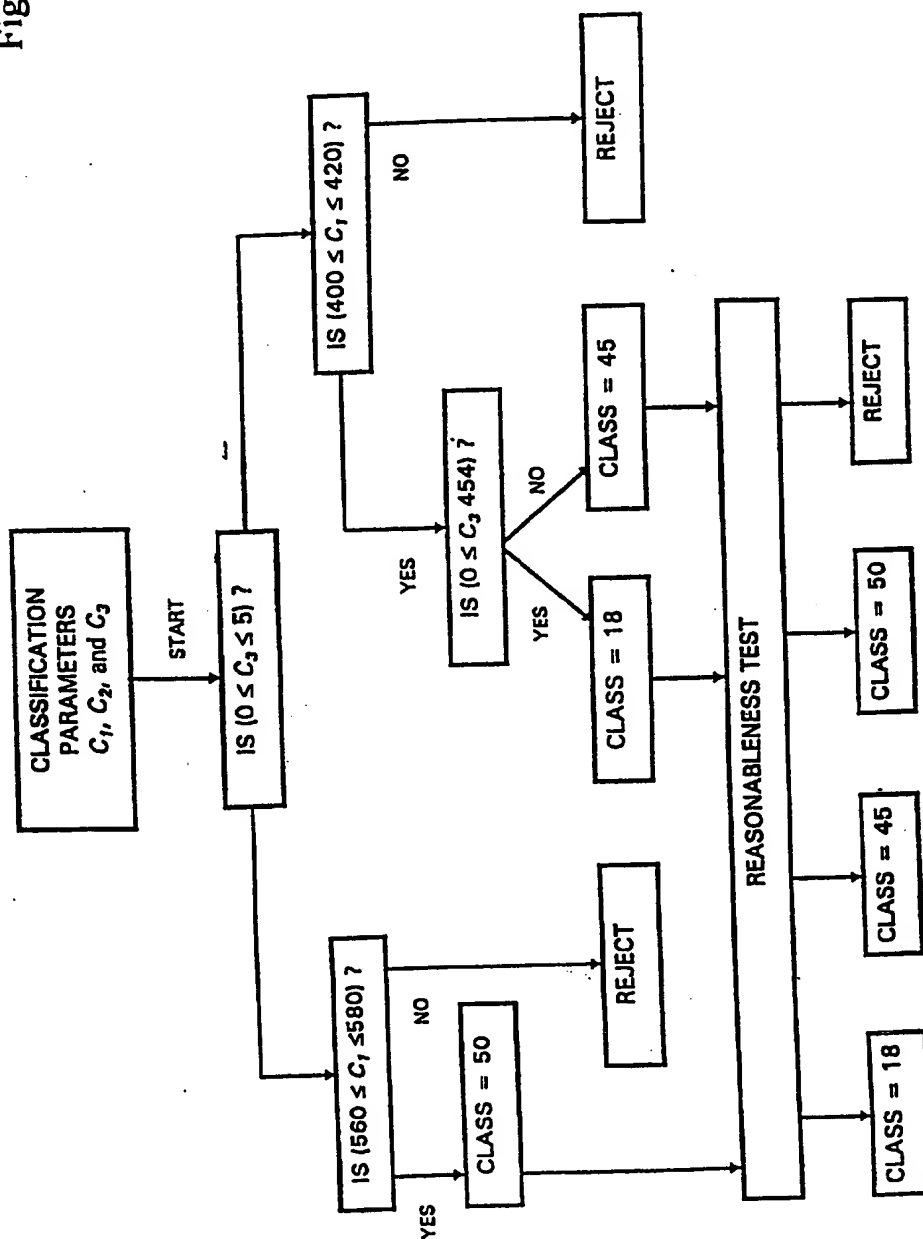 Fig
CLASSIFICATION
PARAMETERS
C₁, C₂, and C₃
START
IS (0 ≤ C₃ ≤ 5) ?
IS (560 ≤ C₁ ≤580) ?
IS (400 ≤ C₁ ≤ 420) ?
YES
NO
YES
NO
CLASS = 50
IS (0 ≤ C₃ 454) ?
REJECT
YES
NO
REJECT
CLASS = 18
CLASS = 45
REASONABLENESS TEST
CLASS = 18
CLASS = 45
CLASS = 50
REJECT